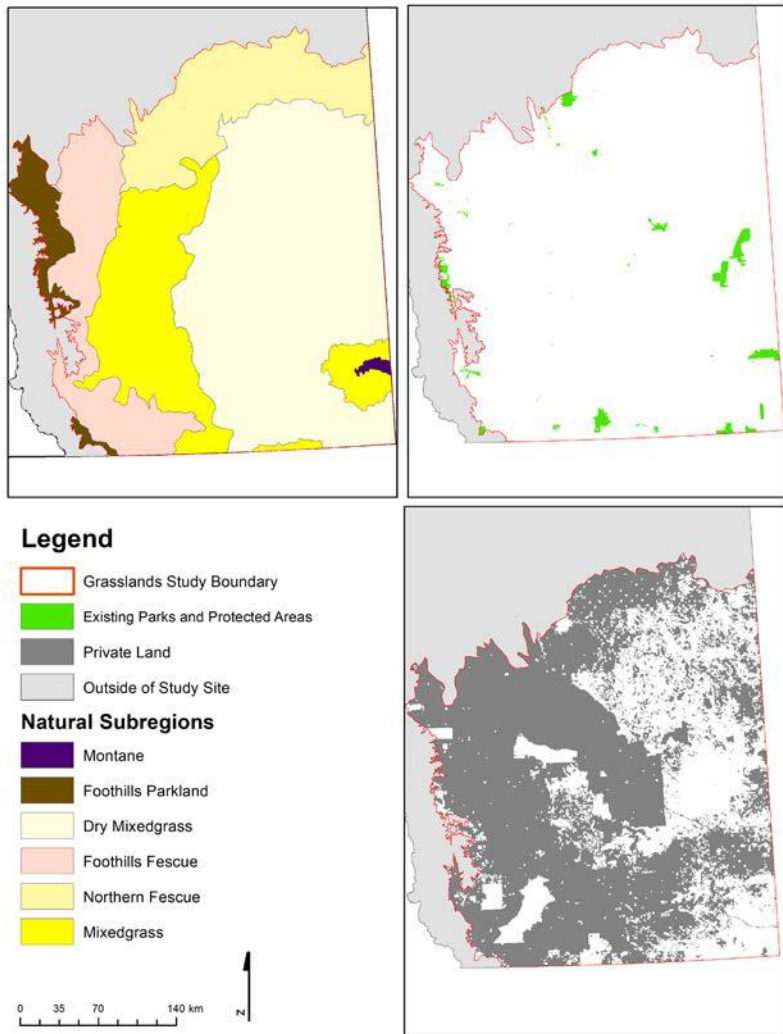 Legend
Grasslands Study Boundary
Existing Parks and Protected Areas
Private Land
Outside of Study Site
Natural Subregions
Montane
Foothills Parkland
Dry Mixedgrass
Foothills Fescue
Northern Fescue
Mixedgrass
0 35 70 140 km
N